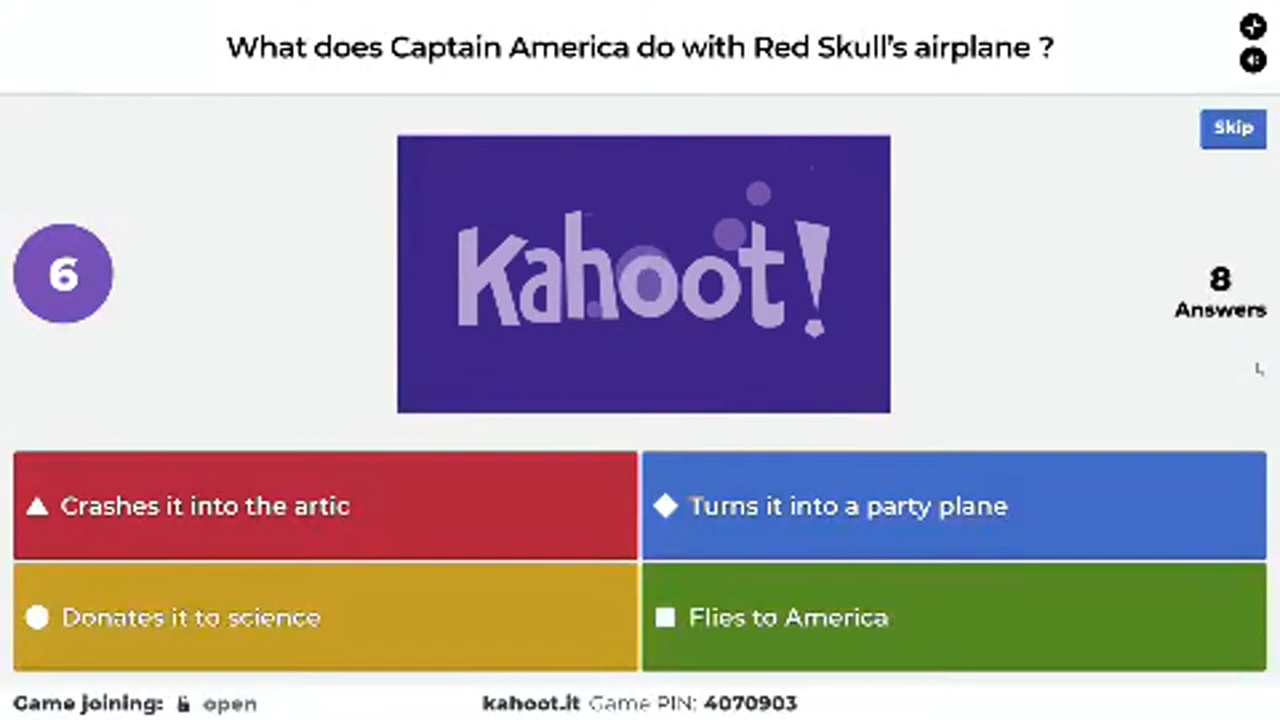 What does Captain America do with Red Skull's airplane ?
Skip
Kahoot!
6
8
Answers
Crashes it into the artic
Turns it into a party plane
Donates it to science
Flies to America
Game joining: open
kahoot.it Game PIN: 4070903